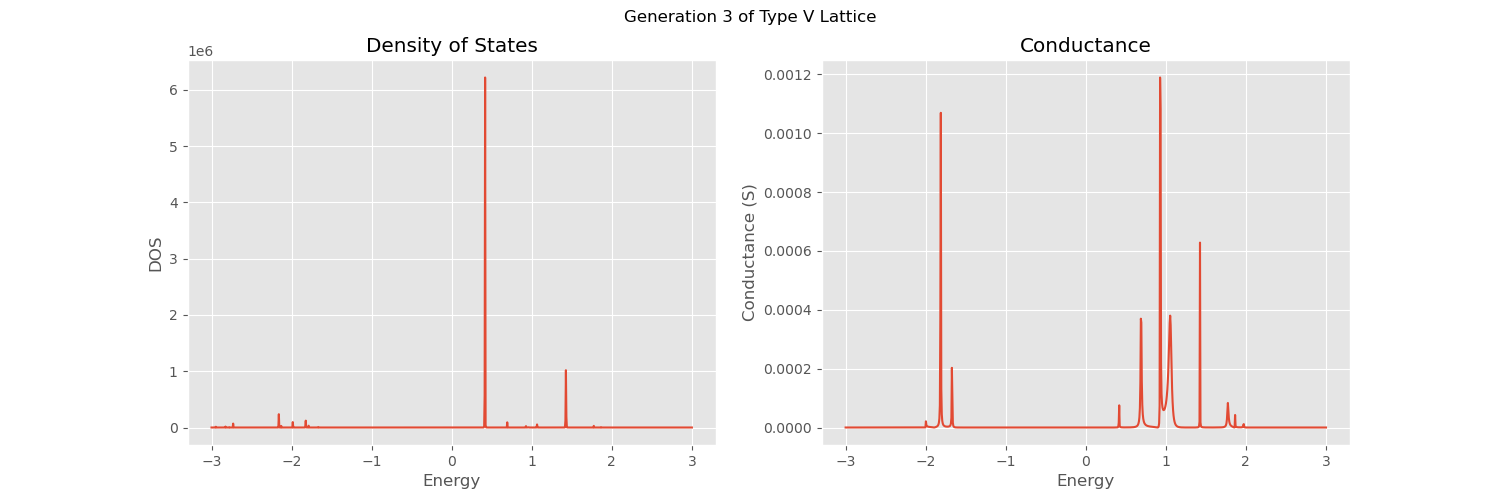 Generation 3 of Type V Lattice
Density of States
1e6
6
5
4
3
2
1
0
DOS
−3 −2 −1 0 1 2 3
Energy
Conductance
0.0012
0.0010
0.0008
0.0006
0.0004
0.0002
0.0000
Conductance (S)
−3 −2 −1 0 1 2 3
Energy